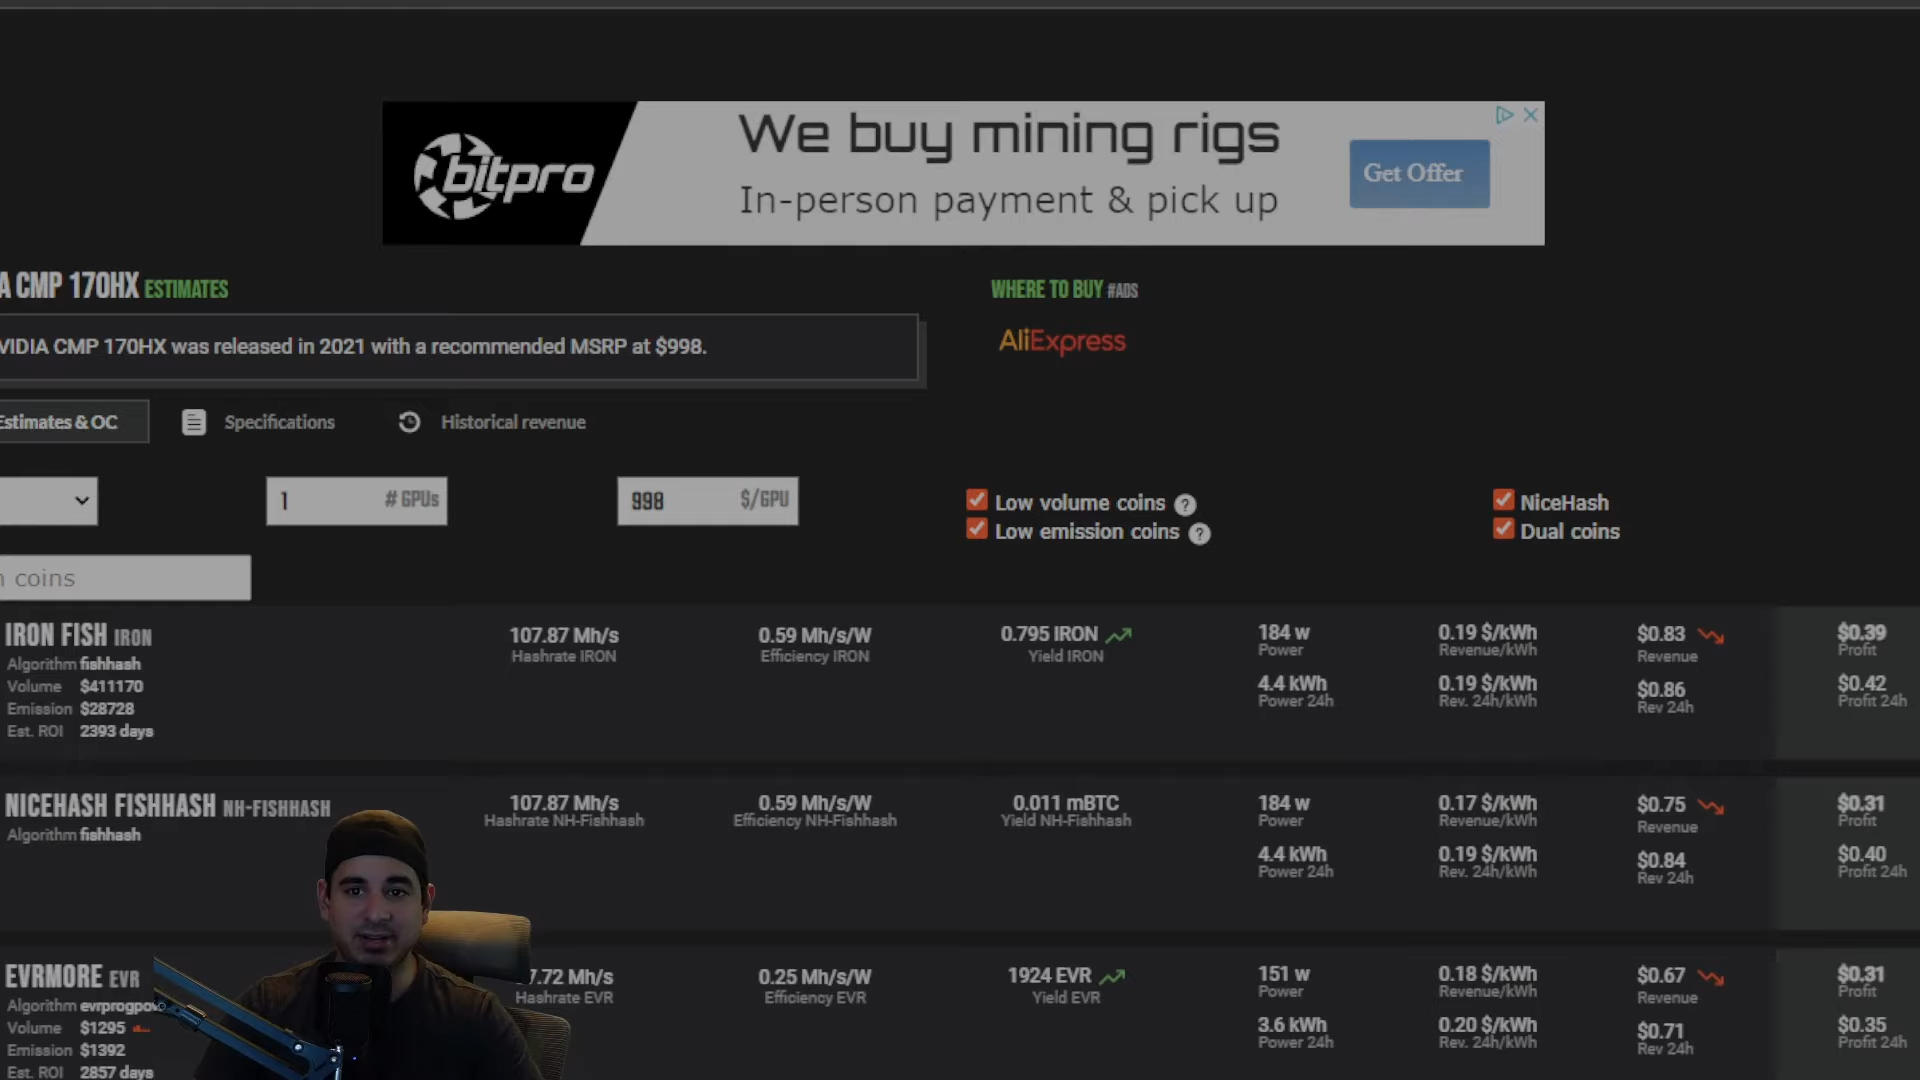 bitpro
We buy mining rigs
In-person payment & pick up
Get Offer
A CMP 170HX ESTIMATES
WHERE TO BUY #ADS
VIDIA CMP 170HX was released in 2021 with a recommended MSRP at $998.
AliExpress
Estimates & OC Specifications Historical revenue
1 # GPUs 998 $/GPU
Low volume coins ? NiceHash
Low emission coins ? Dual coins
coins
IRON FISH IRON
Algorithm fishhash
Volume $411170
Emission $28728
Est. ROI 2393 days
107.87 Mh/s
Hashrate IRON
0.59 Mh/s/W
Efficiency IRON
0.795 IRON
Yield IRON
184 w
Power
4.4 kWh
Power 24h
0.19 $/kWh
Revenue/kWh
0.19 $/kWh
Rev. 24h/kWh
$0.83
Revenue
$0.86
Rev 24h
$0.39
Profit
$0.42
Profit 24h
NICEHASH FISHHASH NH-FISHHASH
Algorithm fishhash
107.87 Mh/s
Hashrate NH-Fishhash
0.59 Mh/s/W
Efficiency NH-Fishhash
0.011 mBTC
Yield NH-Fishhash
184 w
Power
4.4 kWh
Power 24h
0.17 $/kWh
Revenue/kWh
0.19 $/kWh
Rev. 24h/kWh
$0.75
Revenue
$0.84
Rev 24h
$0.31
Profit
$0.40
Profit 24h
EVRMORE EVR
Algorithm evrprogpo
Volume $1295
Emission $1392
Est. ROI 2857 days
7.72 Mh/s
Hashrate EVR
0.25 Mh/s/W
Efficiency EVR
1924 EVR
Yield EVR
151 w
Power
3.6 kWh
Power 24h
0.18 $/kWh
Revenue/kWh
0.20 $/kWh
Rev. 24h/kWh
$0.67
Revenue
$0.71
Rev 24h
$0.31
Profit
$0.35
Profit 24h